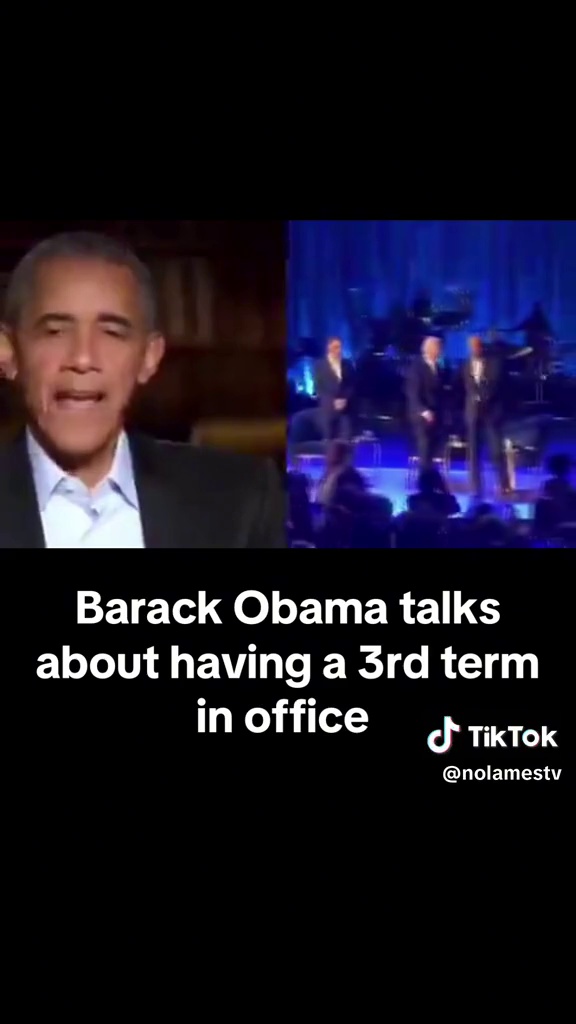 Barack Obama talks
about having a 3rd term
in office
TikTok
@nolamestv